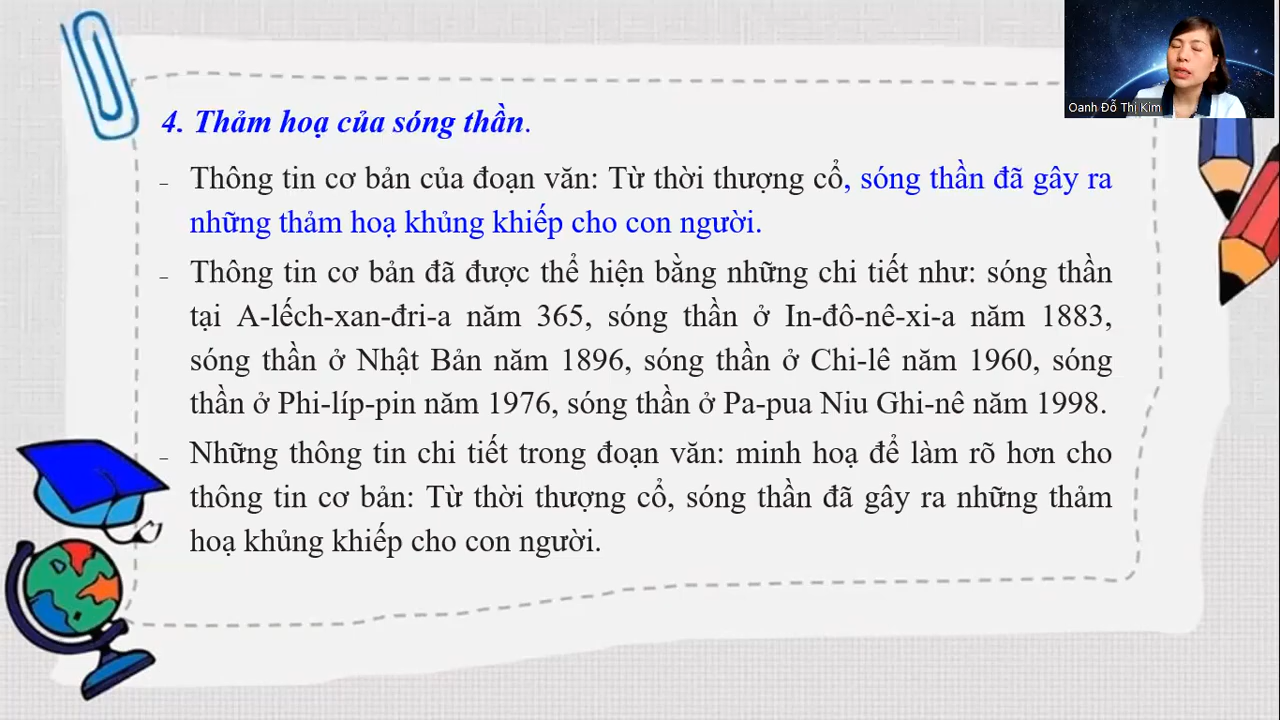 Oanh Đỗ Thị Kim
4. Thảm hoạ của sóng thần.
- Thông tin cơ bản của đoạn văn: Từ thời thượng cổ, sóng thần đã gây ra
những thảm hoạ khủng khiếp cho con người.
- Thông tin cơ bản đã được thể hiện bằng những chi tiết như: sóng thần
tại A-lếch-xan-đri-a năm 365, sóng thần ở In-đô-nê-xi-a năm 1883,
sóng thần ở Nhật Bản năm 1896, sóng thần ở Chi-lê năm 1960, sóng
thần ở Phi-líp-pin năm 1976, sóng thần ở Pa-pua Niu Ghi-nê năm 1998.
- Những thông tin chi tiết trong đoạn văn: minh hoạ để làm rõ hơn cho
thông tin cơ bản: Từ thời thượng cổ, sóng thần đã gây ra những thảm
hoạ khủng khiếp cho con người.